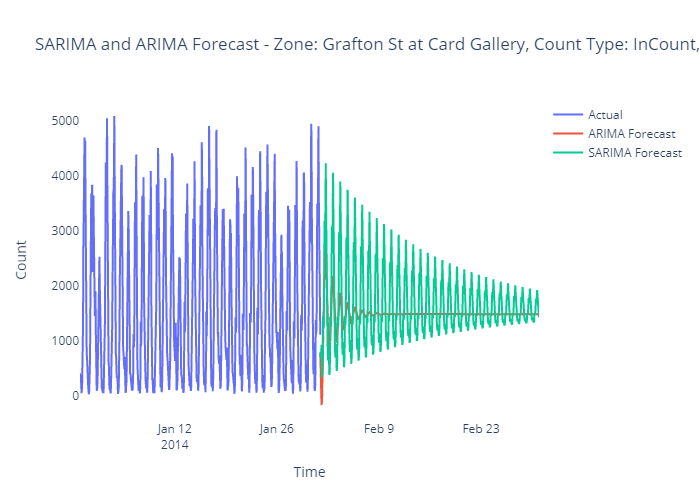 SARIMA and ARIMA Forecast - Zone: Grafton St at Card Gallery, Count Type: InCount,
Actual
ARIMA Forecast
SARIMA Forecast
5000
4000
3000
2000
1000
0
Count
Jan 12
2014
Jan 26
Feb 9
Feb 23
Time